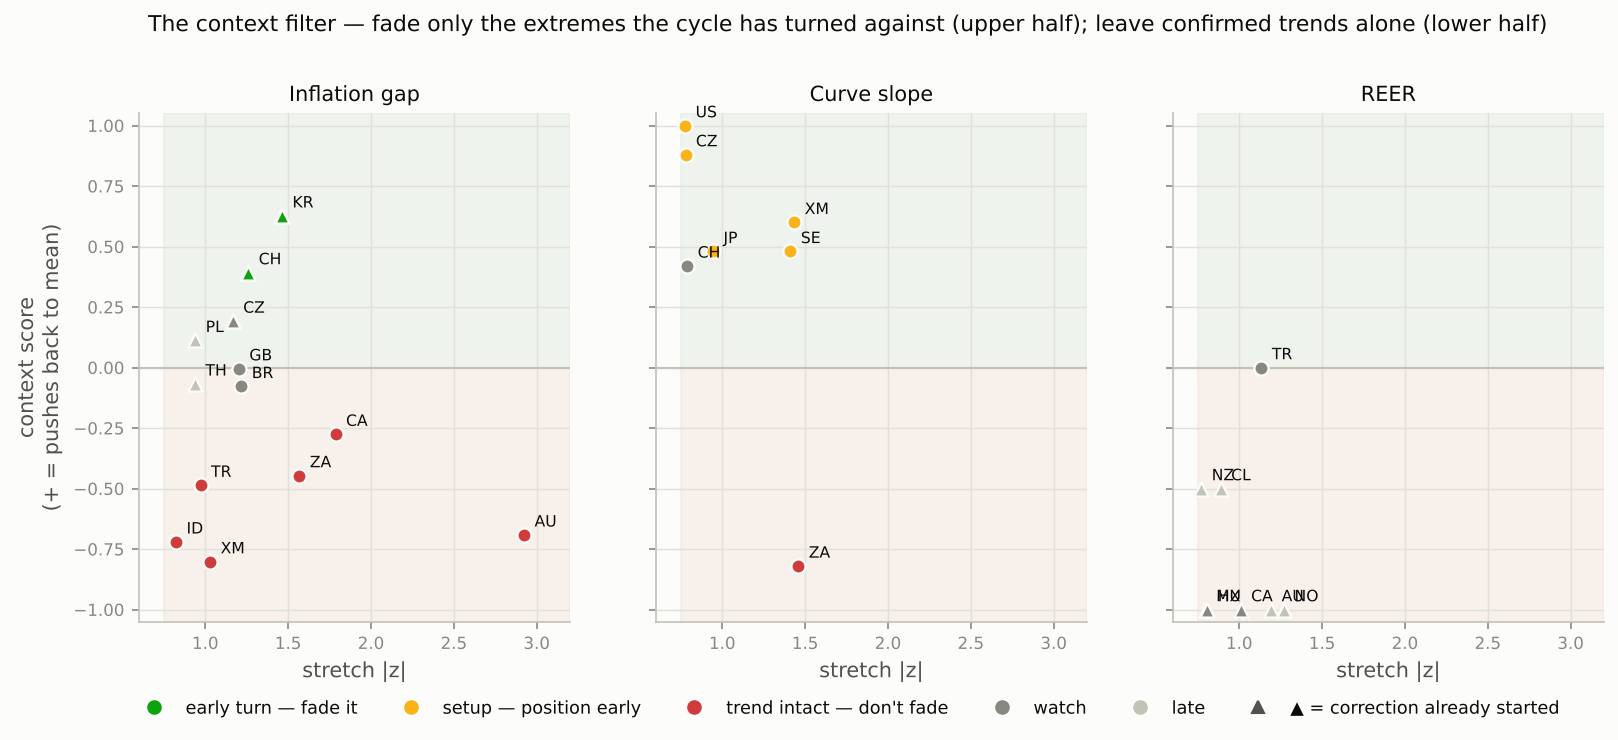 The context filter — fade only the extremes the cycle has turned against (upper half); leave confirmed trends alone (lower half)
Inflation gap
Curve slope
REER
context score
(+ = pushes back to mean)
1.00
0.75
0.50
0.25
0.00
−0.25
−0.50
−0.75
−1.00
KR
CH
CZ
PL
GB
TH
BR
CA
ZA
TR
AU
ID
XM
1.0 1.5 2.0 2.5 3.0
stretch |z|
US
CZ
XM
JP
SE
CH
ZA
1.0 1.5 2.0 2.5 3.0
stretch |z|
TR
NZ
CL
CA
AU
NO
1.0 1.5 2.0 2.5 3.0
stretch |z|
early turn — fade it setup — position early trend intact — don't fade watch late ▲ = correction already started